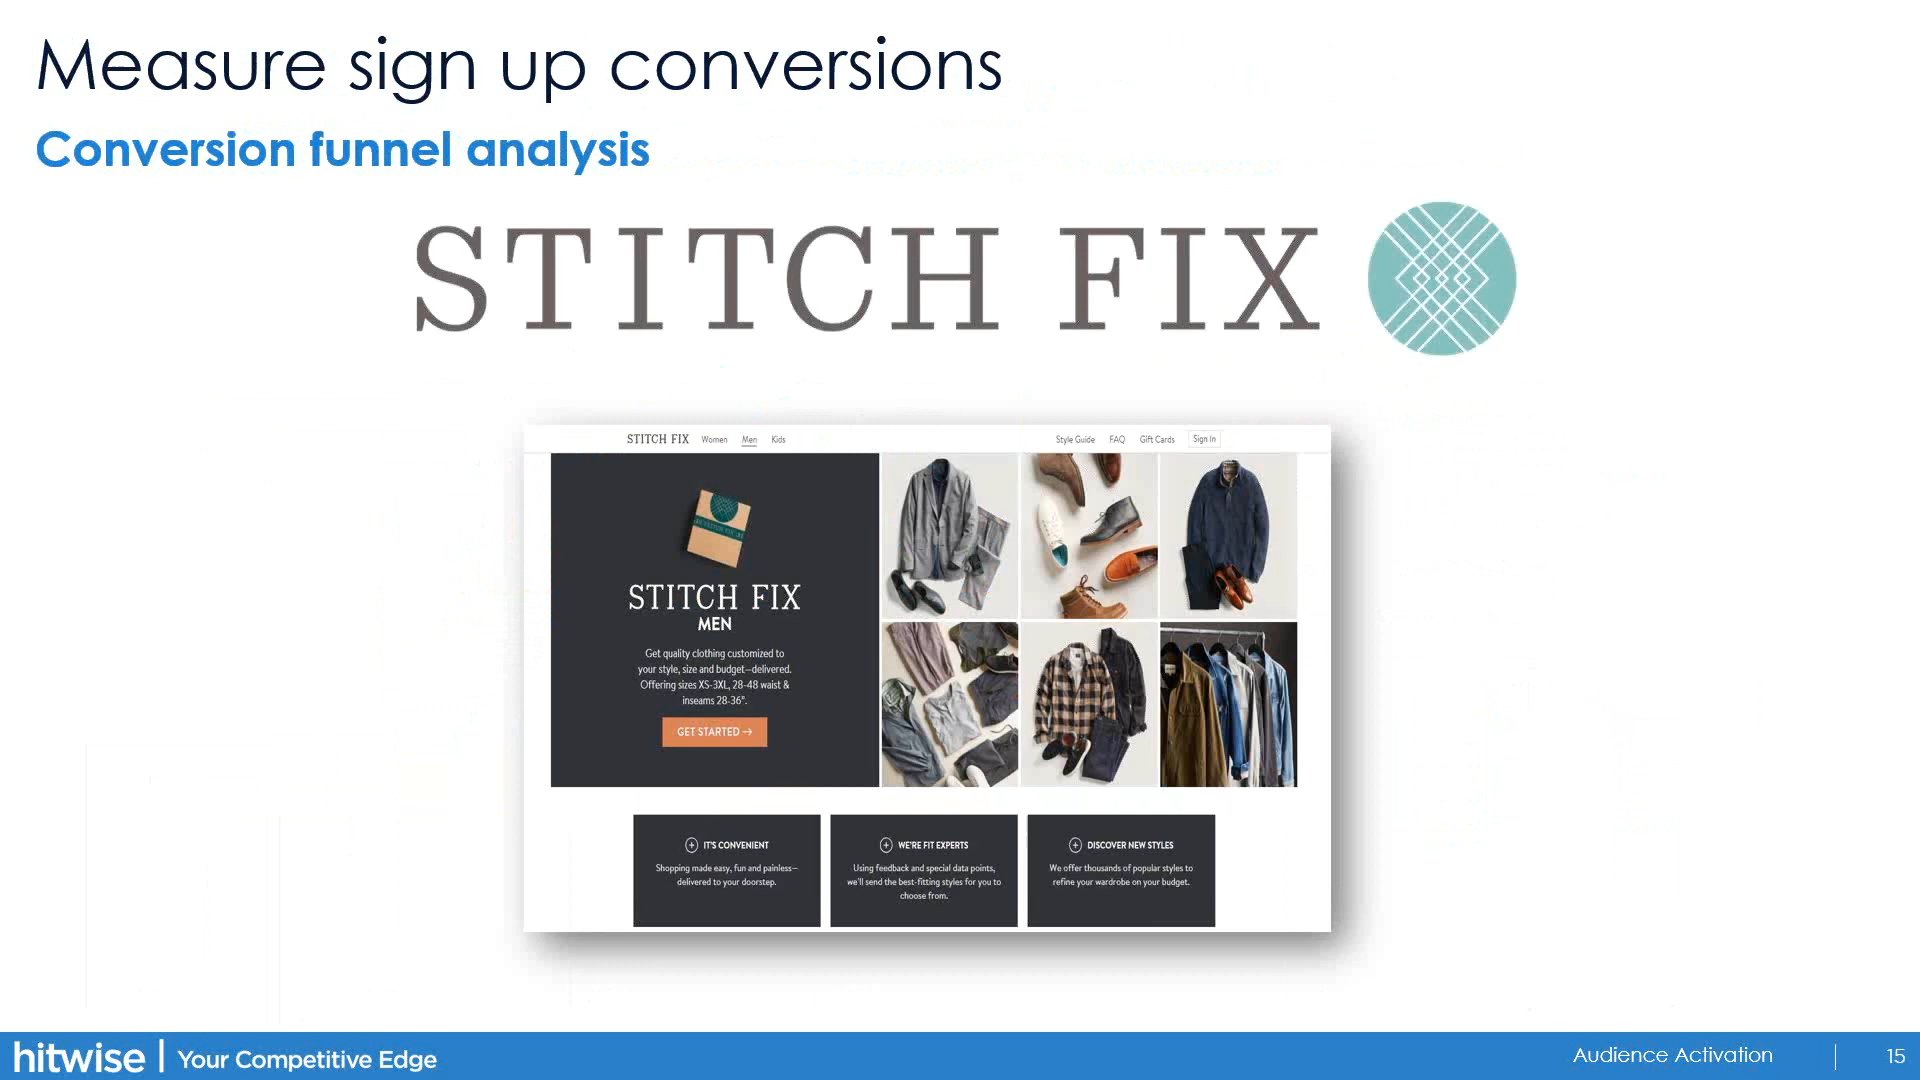 Measure sign up conversions
Conversion funnel analysis
STITCH FIX
STITCH FIX Women Men Kids Style Guide FAQ Gift Cards Sign In
STITCH FIX
MEN
Get quality clothing customized to
your style, size and budget—delivered.
Offering sizes XS-3XL, 28-48 waist &
inseams 28-36".
GET STARTED →
IT'S CONVENIENT
Shopping made easy, fun and painless—
delivered to your doorstep.
WE'RE FIT EXPERTS
Using feedback and special data points,
we'll send the best-fitting styles for you to
choose from.
DISCOVER NEW STYLES
We offer thousands of popular styles to
refine your wardrobe on your budget.
hitwise | Your Competitive Edge
Audience Activation | 15